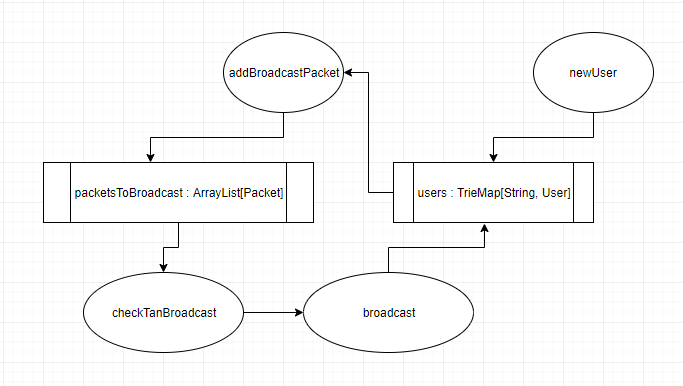 addBroadcastPacket
newUser
packetsToBroadcast : ArrayList[Packet]
users : TrieMap[String, User]
checkTanBroadcast
broadcast